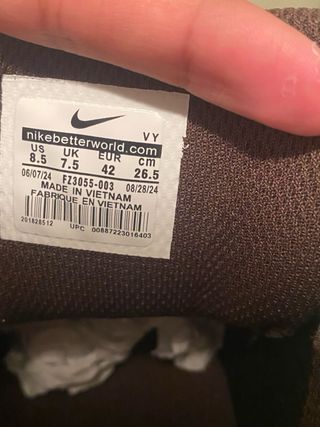 VY
nikebetterworld.com
US UK EUR cm
8.5 7.5 42 26.5
06/07/24 FZ3055-003 08/28/24
MADE IN VIETNAM
FABRIQUE EN VIETNAM
201828512 UPC 00887223016403